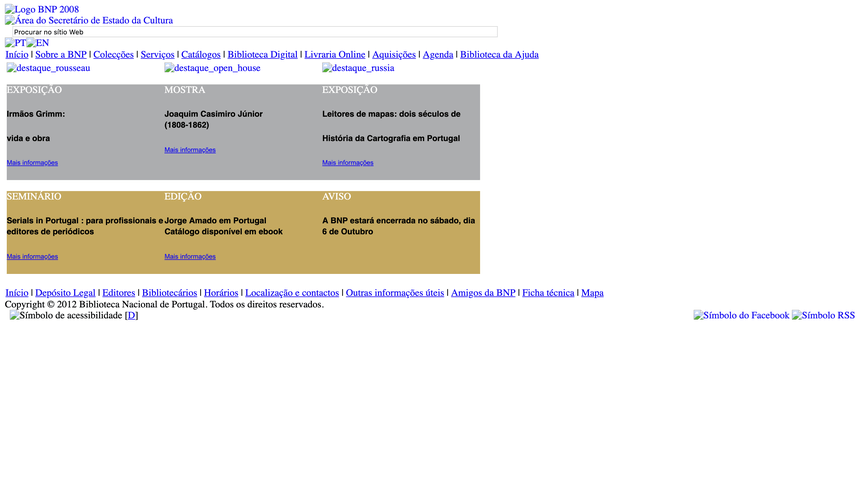 Logo BNP 2008
Área do Secretário de Estado da Cultura
Procurar no sítio Web
PT EN
Início | Sobre a BNP | Colecções | Serviços | Catálogos | Biblioteca Digital | Livraria Online | Aquisições | Agenda | Biblioteca da Ajuda
destaque_rousseau destaque_open_house destaque_russia
EXPOSIÇÃO
Irmãos Grimm:
vida e obra
Mais informações
MOSTRA
Joaquim Casimiro Júnior
(1808-1862)
Mais informações
EXPOSIÇÃO
Leitores de mapas: dois séculos de
História da Cartografia em Portugal
Mais informações
SEMINÁRIO
Serials in Portugal : para profissionais e
editores de periódicos
Mais informações
EDIÇÃO
Jorge Amado em Portugal
Catálogo disponível em ebook
Mais informações
AVISO
A BNP estará encerrada no sábado, dia
6 de Outubro
Início | Depósito Legal | Editores | Bibliotecários | Horários | Localização e contactos | Outras informações úteis | Amigos da BNP | Ficha técnica | Mapa
Copyright © 2012 Biblioteca Nacional de Portugal. Todos os direitos reservados.
Símbolo de acessibilidade [D] Símbolo do Facebook Símbolo RSS